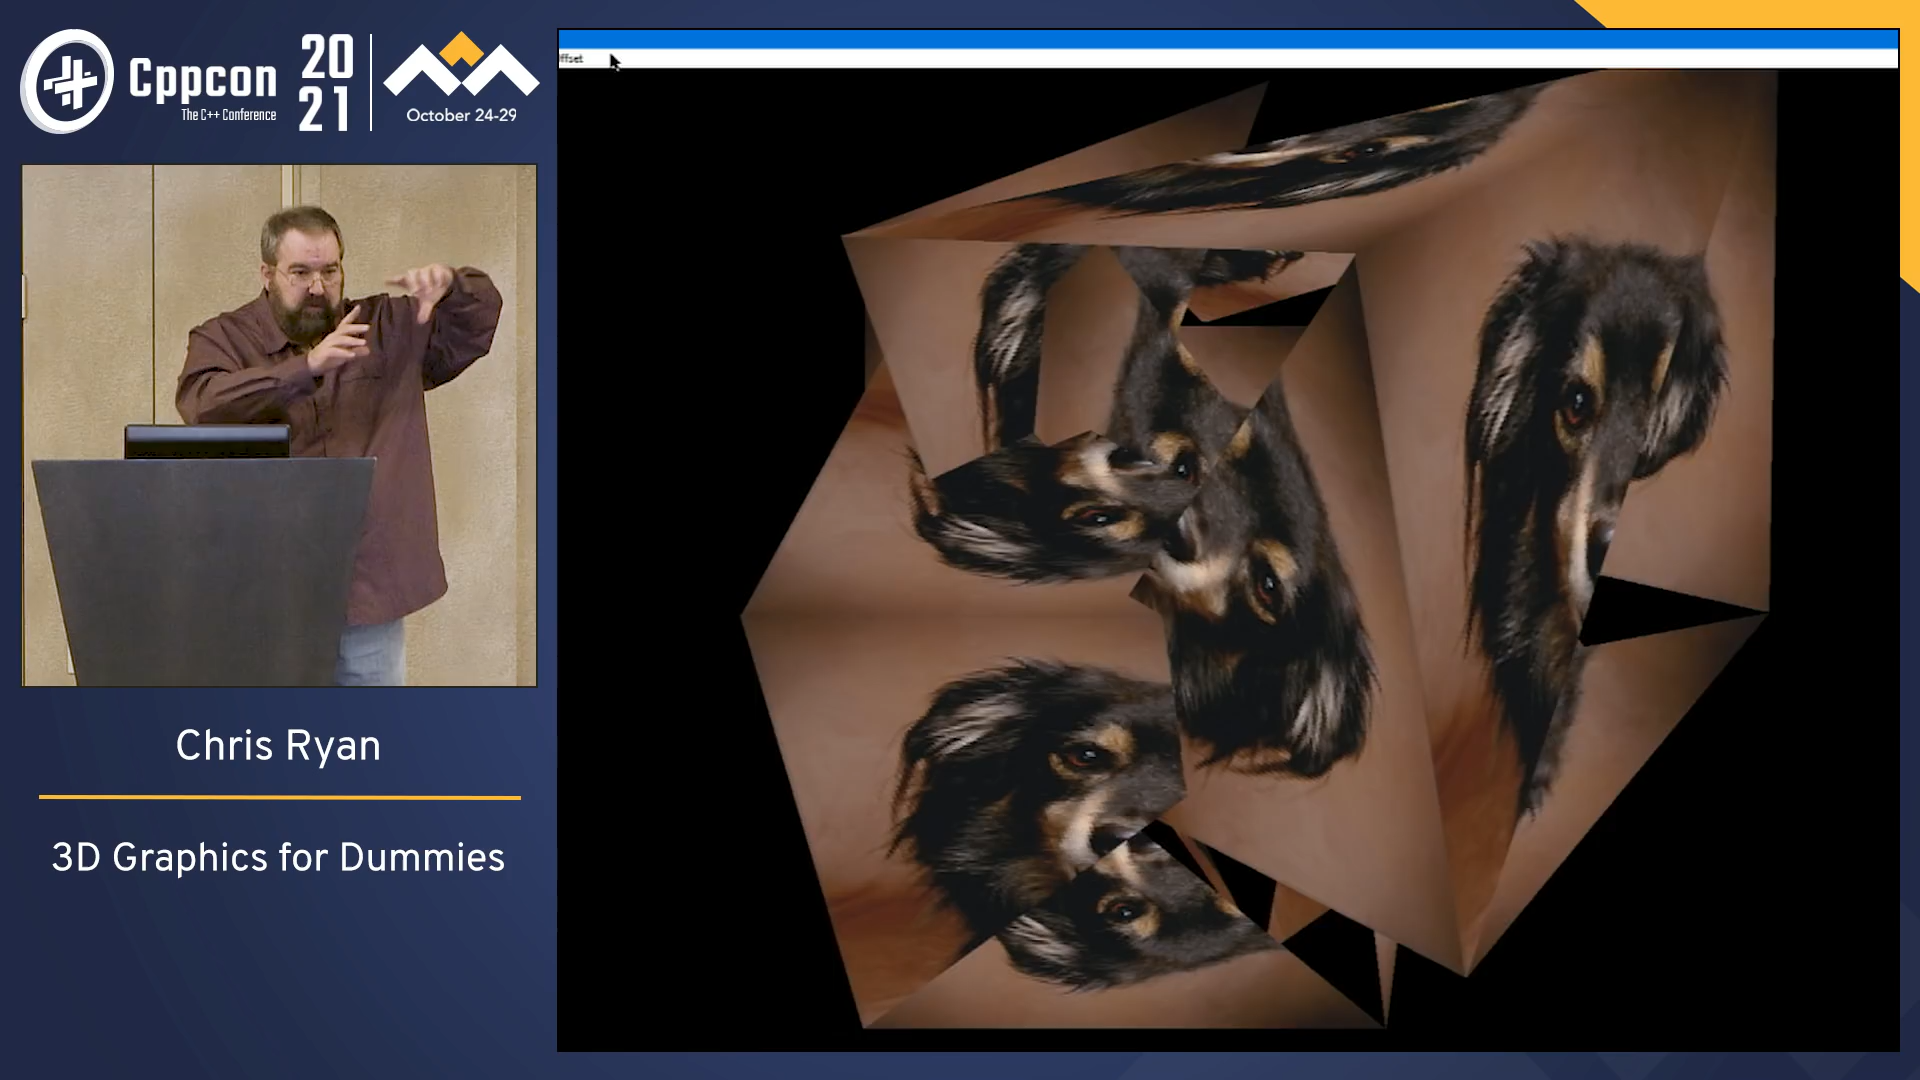 Cppcon
The C++ Conference
20
21
October 24-29
ffset
Chris Ryan
3D Graphics for Dummies